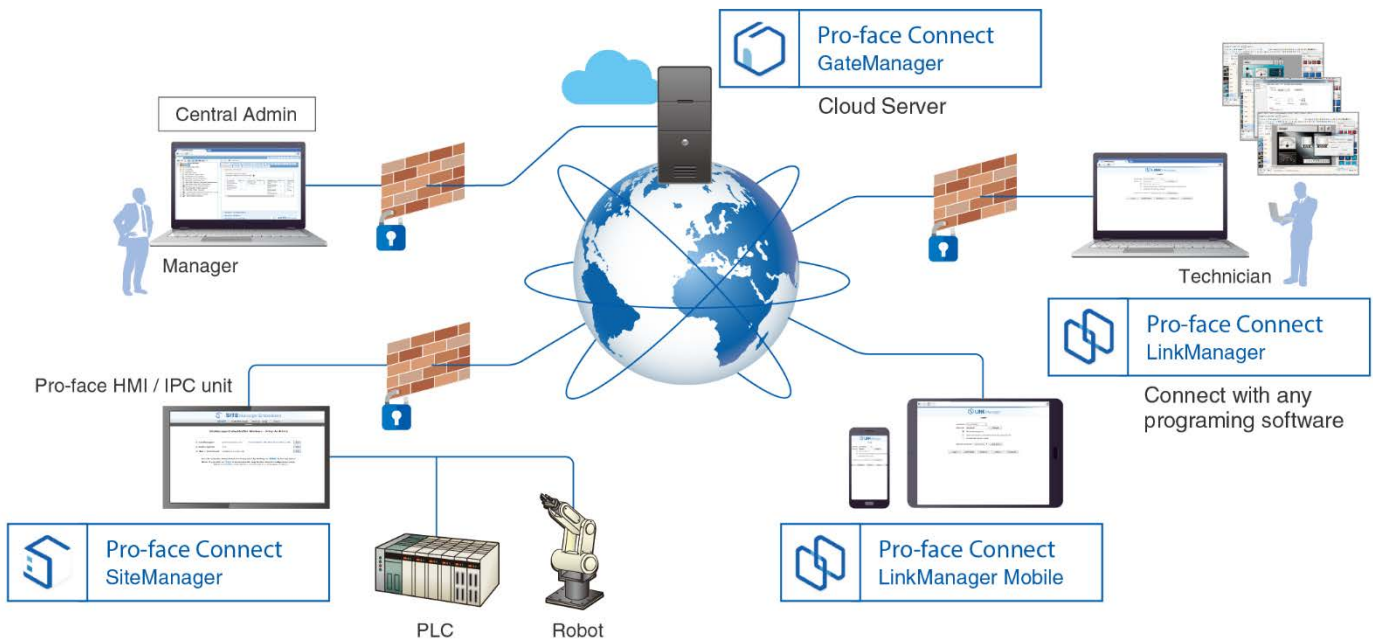 Pro-face Connect
GateManager
Cloud Server
Central Admin
Manager
Technician
Pro-face Connect
LinkManager
Connect with any
programing software
Pro-face HMI / IPC unit
Pro-face Connect
SiteManager
PLC
Robot
Pro-face Connect
LinkManager Mobile